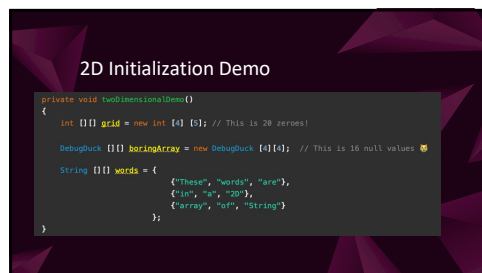 2D Initialization Demo
private void twoDimensionalDemo()
{
int [][] grid = new int [4] [5]; // This is 20 zeroes!
DebugDuck [][] boringArray = new DebugDuck [4][4]; // This is 16 null values 😿
String [][] words = {
{"These", "words", "are"},
{"in", "a", "2D"},
{"array", "of", "String"}
};
}